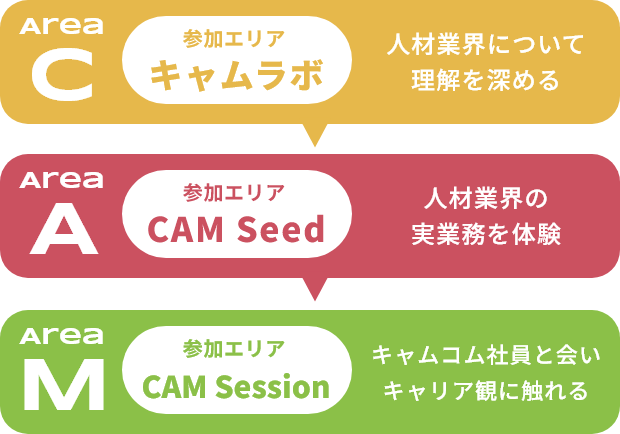 Area
C
参加エリア
キャムラボ
人材業界について
理解を深める
Area
A
参加エリア
CAM Seed
人材業界の
実業務を体験
Area
M
参加エリア
CAM Session
キャムコム社員と会い
キャリア観に触れる